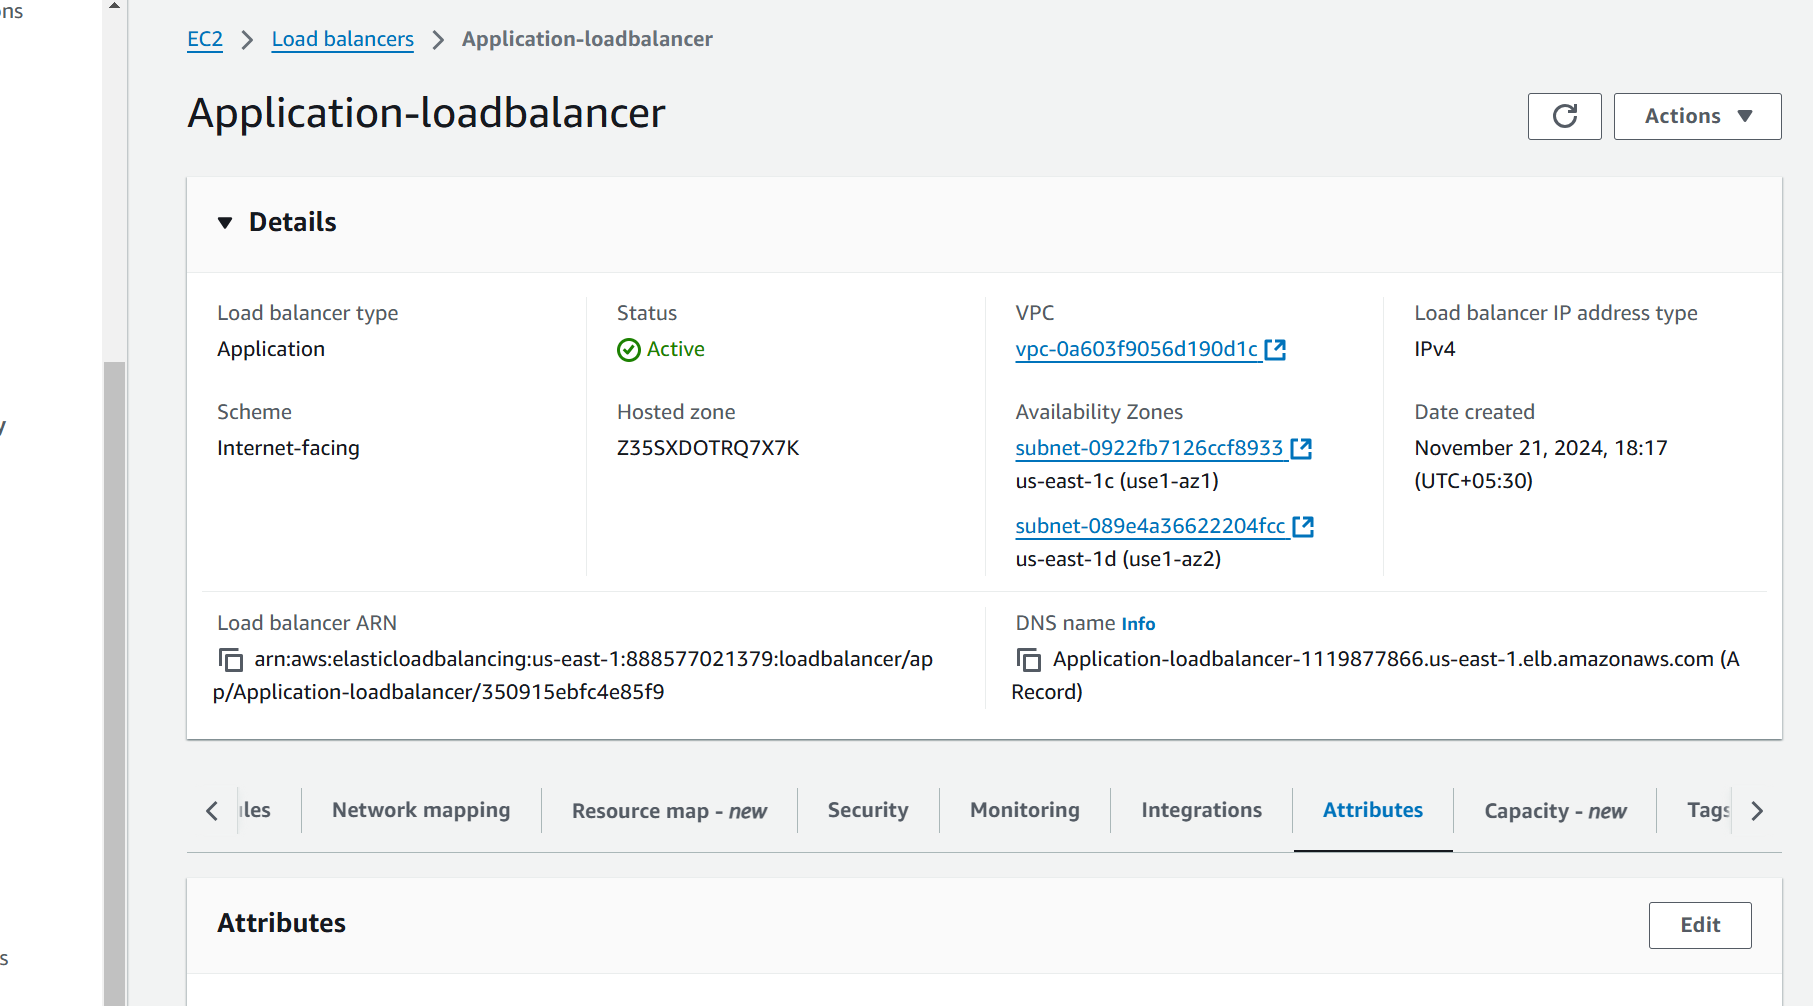 EC2 > Load balancers > Application-loadbalancer
Application-loadbalancer
Actions
Details
Load balancer type
Application
Status
Active
VPC
vpc-0a603f9056d190d1c
Load balancer IP address type
IPv4
Scheme
Internet-facing
Hosted zone
Z35SXDOTRQ7X7K
Availability Zones
subnet-0922fb7126ccf8933
us-east-1c (use1-az1)
subnet-089e4a36622204fcc
us-east-1d (use1-az2)
Date created
November 21, 2024, 18:17
(UTC+05:30)
Load balancer ARN
arn:aws:elasticloadbalancing:us-east-1:888577021379:loadbalancer/ap
p/Application-loadbalancer/350915ebfc4e85f9
DNS name Info
Application-loadbalancer-1119877866.us-east-1.elb.amazonaws.com (A
Record)
Network mapping
Resource map - new
Security
Monitoring
Integrations
Attributes
Capacity - new
Tags
Attributes
Edit